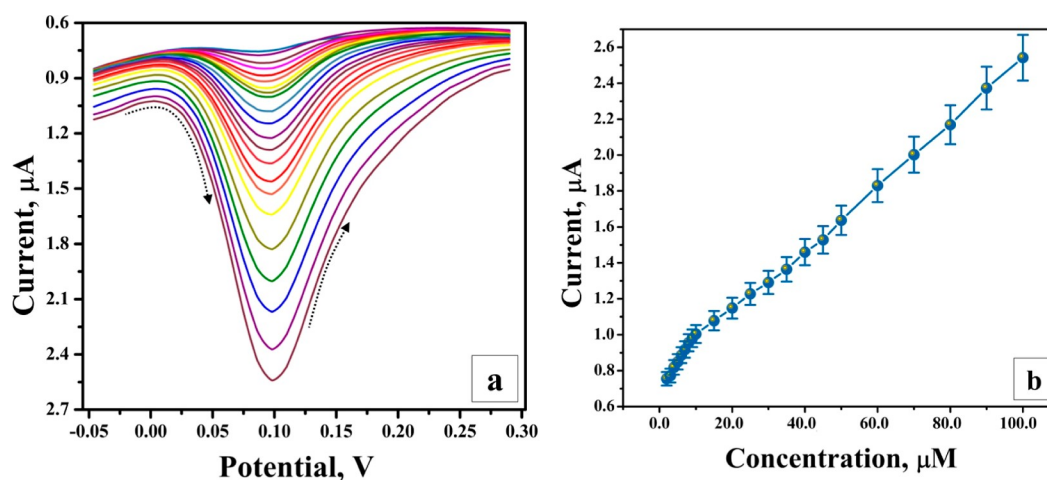 0.6
0.9
1.2
1.5
1.8
2.1
2.4
2.7
Current, μA
-0.05 0.00 0.05 0.10 0.15 0.20 0.25 0.30
Potential, V
a
2.6
2.4
2.2
2.0
1.8
1.6
1.4
1.2
1.0
0.8
0.6
Current, μA
0.0 20.0 40.0 60.0 80.0 100.0
Concentration, μM
b